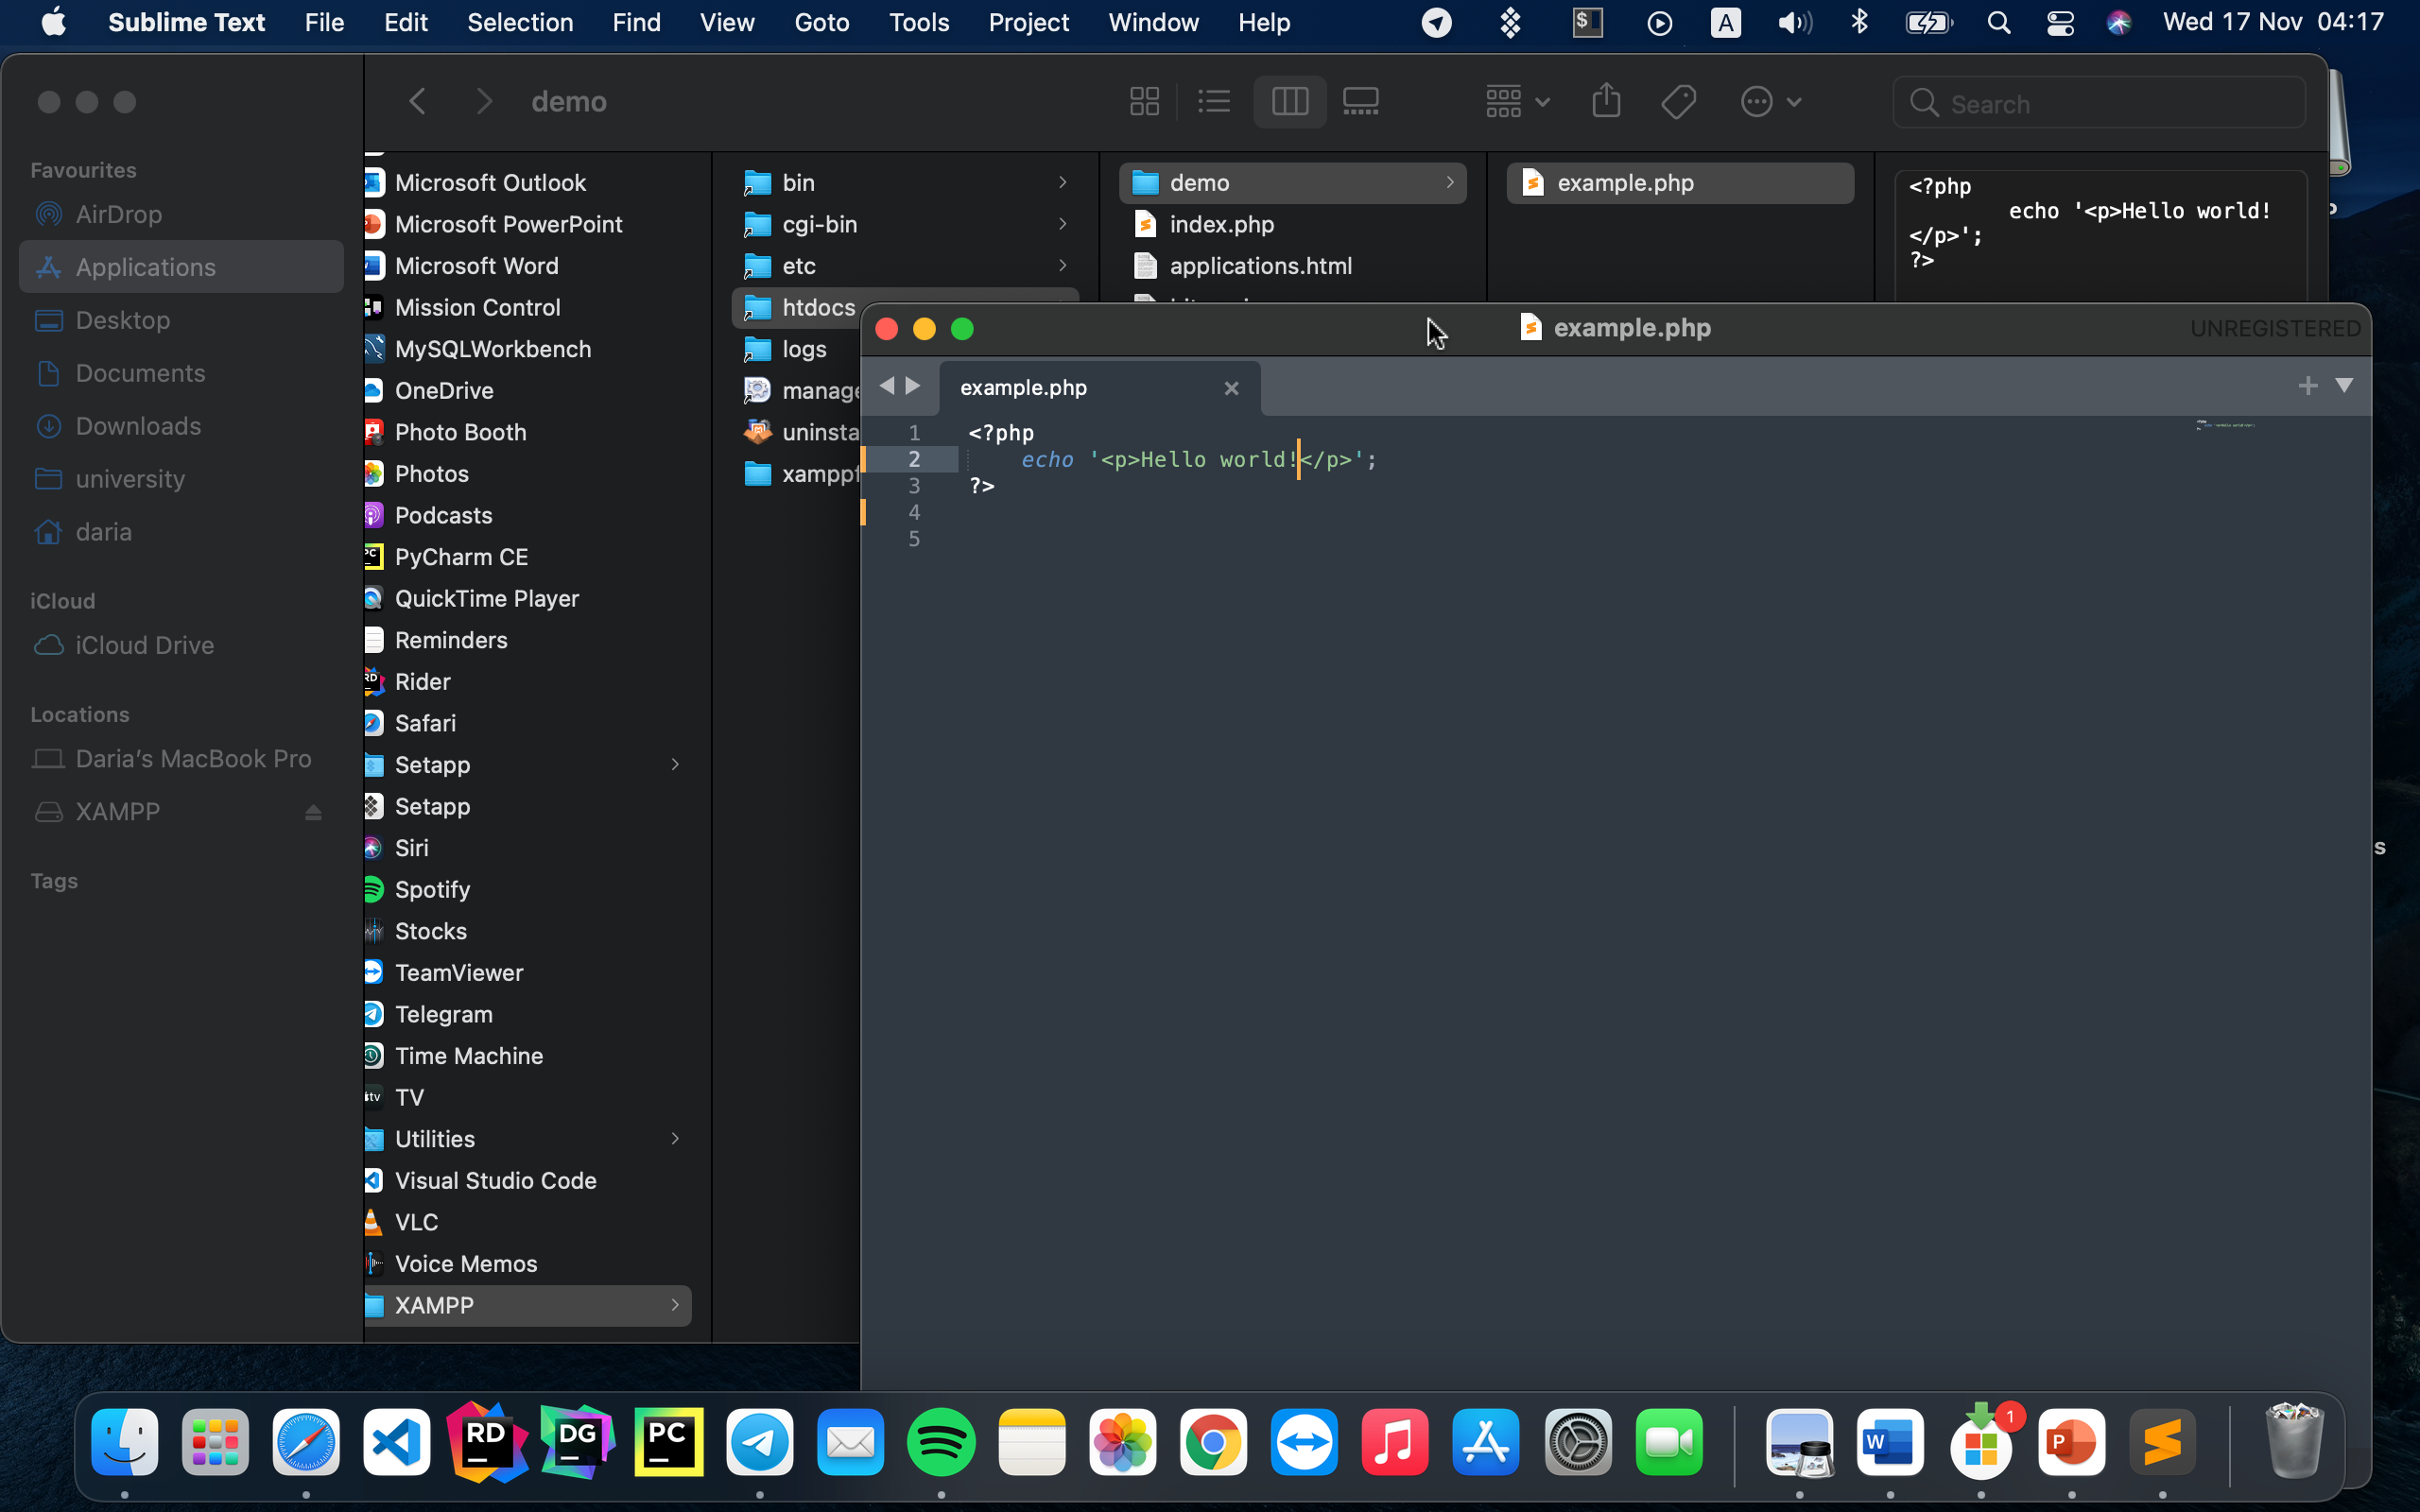 Sublime Text File Edit Selection Find View Goto Tools Project Window Help
$
A
Wed 17 Nov 04:17
demo
Search
Favourites
AirDrop
Applications
Desktop
Documents
Downloads
university
daria
iCloud
iCloud Drive
Locations
Daria's MacBook Pro
XAMPP
Tags
Microsoft Outlook
Microsoft PowerPoint
Microsoft Word
Mission Control
MySQLWorkbench
OneDrive
Photo Booth
Photos
Podcasts
PyCharm CE
QuickTime Player
Reminders
Rider
Safari
Setapp
Setapp
Siri
Spotify
Stocks
TeamViewer
Telegram
Time Machine
TV
Utilities
Visual Studio Code
VLC
Voice Memos
XAMPP
bin
cgi-bin
etc
htdocs
logs
manage
uninsta
xampp
demo
index.php
applications.html
example.php
<?php
echo '<p>Hello world!
</p>';
?>
example.php
UNREGISTERED
example.php
1 <?php
2 echo '<p>Hello world!</p>';
3 ?>
4
5
s
RD
DG
PC
W
1
P